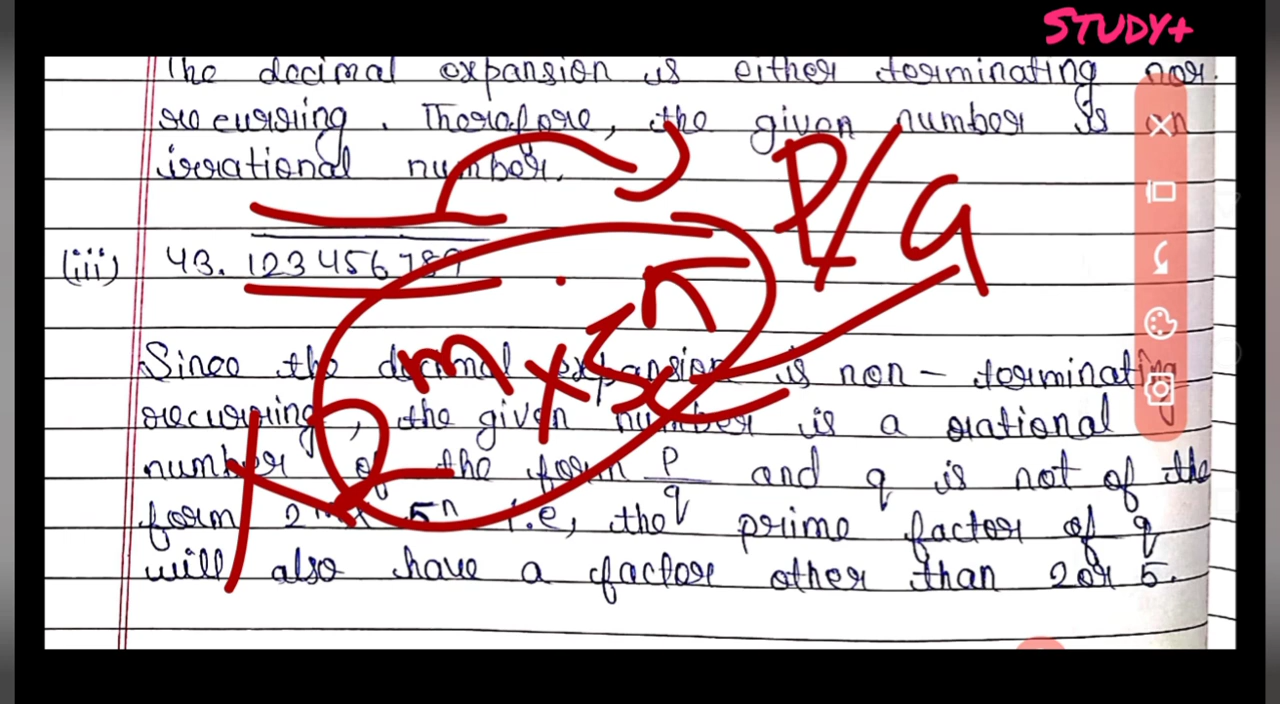 STUDY+
The decimal expansion is either terminating nor
recurring. Therefore, the given number is an
irrational number.
P/q
(iii) 43. 123456789
2^m x 5^n
Since the decimal expansion is non - terminating
recurring, the given number is a rational
number of the form p/q and q is not of the
form 2^m x 5^n i.e, the prime factor of q
will also have a factor other than 2 or 5.